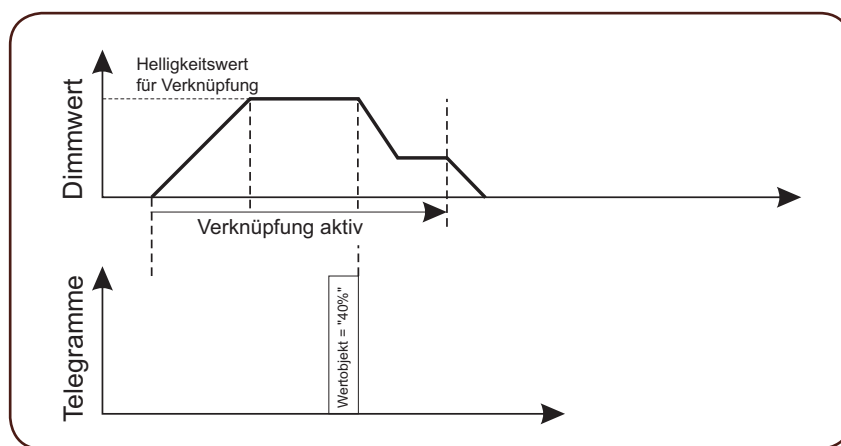 Helligkeitswert
für Verknüpfung
Dimmwert
Verknüpfung aktiv
Telegramme
Wertobjekt = "40%"